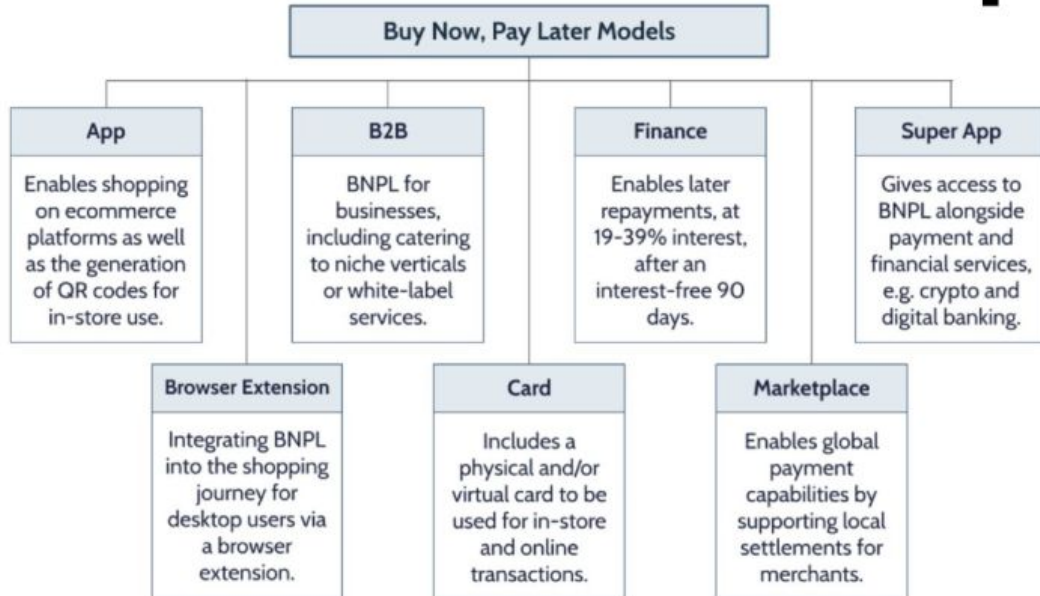 Buy Now, Pay Later Models
App
Enables shopping
on ecommerce
platforms as well
as the generation
of QR codes for
in-store use.
B2B
BNPL for
businesses,
including catering
to niche verticals
or white-label
services.
Finance
Enables later
repayments, at
19-39% interest,
after an
interest-free 90
days.
Super App
Gives access to
BNPL alongside
payment and
financial services,
e.g. crypto and
digital banking.
Browser Extension
Integrating BNPL
into the shopping
journey for
desktop users via
a browser
extension.
Card
Includes a
physical and/or
virtual card to be
used for in-store
and online
transactions.
Marketplace
Enables global
payment
capabilities by
supporting local
settlements for
merchants.